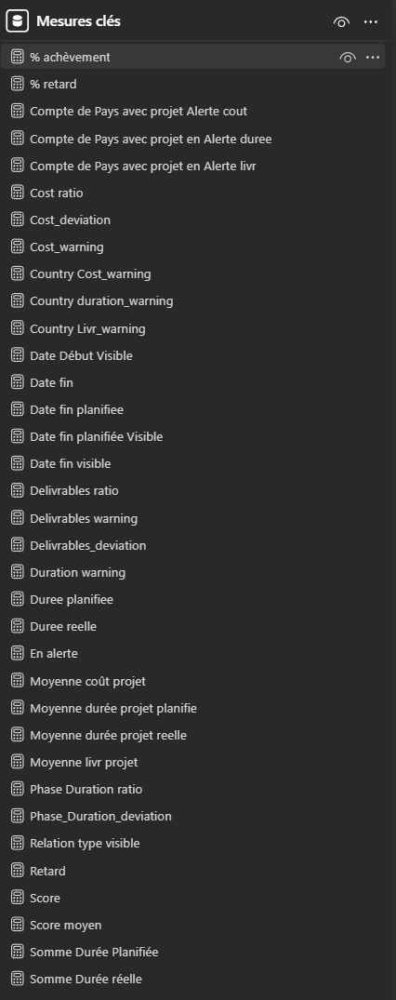 Mesures clés
% achèvement
% retard
Compte de Pays avec projet Alerte cout
Compte de Pays avec projet en Alerte duree
Compte de Pays avec projet en Alerte livr
Cost ratio
Cost_deviation
Cost_warning
Country Cost_warning
Country duration_warning
Country Livr_warning
Date Début Visible
Date fin
Date fin planifiee
Date fin planifiée Visible
Date fin visible
Delivrables ratio
Delivrables warning
Delivrables_deviation
Duration warning
Duree planifiee
Duree reelle
En alerte
Moyenne coût projet
Moyenne durée projet planifie
Moyenne durée projet reelle
Moyenne livr projet
Phase Duration ratio
Phase_Duration_deviation
Relation type visible
Retard
Score
Score moyen
Somme Durée Planifiée
Somme Durée réelle